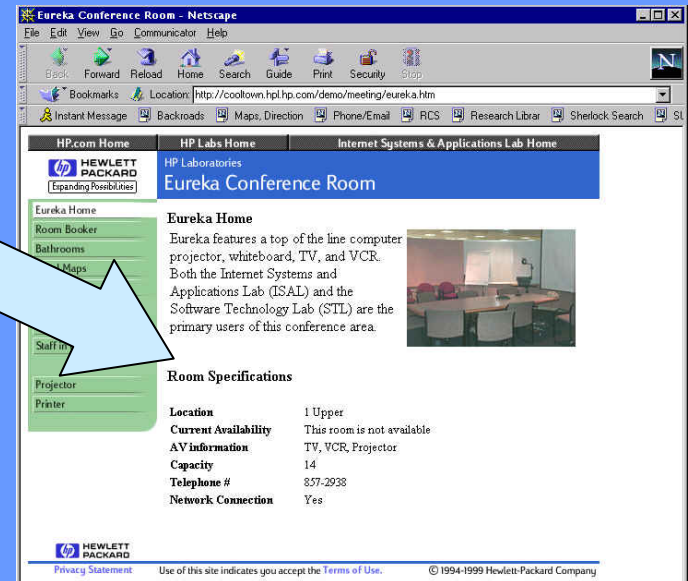 Eureka Conference Room - Netscape
File Edit View Go Communicator Help
Back Forward Reload Home Search Guide Print Security Stop
N
Bookmarks Location: http://cooltown.hpl.hp.com/demo/meeting/eureka.htm
Instant Message Backroads Maps, Direction Phone/Email RCS Research Librar Sherlock Search SL
HP.com Home HP Labs Home Internet Systems & Applications Lab Home
hp HEWLETT
PACKARD
Expanding Possibilities
HP Laboratories
Eureka Conference Room
Eureka Home
Room Booker
Bathrooms
Maps
Staff in
Projector
Printer
Eureka Home
Eureka features a top of the line computer
projector, whiteboard, TV, and VCR.
Both the Internet Systems and
Applications Lab (ISAL) and the
Software Technology Lab (STL) are the
primary users of this conference area.
Room Specifications
Location 1 Upper
Current Availability This room is not available
AV information TV, VCR, Projector
Capacity 14
Telephone # 857-2938
Network Connection Yes
hp HEWLETT
PACKARD
Privacy Statement Use of this site indicates you accept the Terms of Use. © 1994-1999 Hewlett-Packard Company